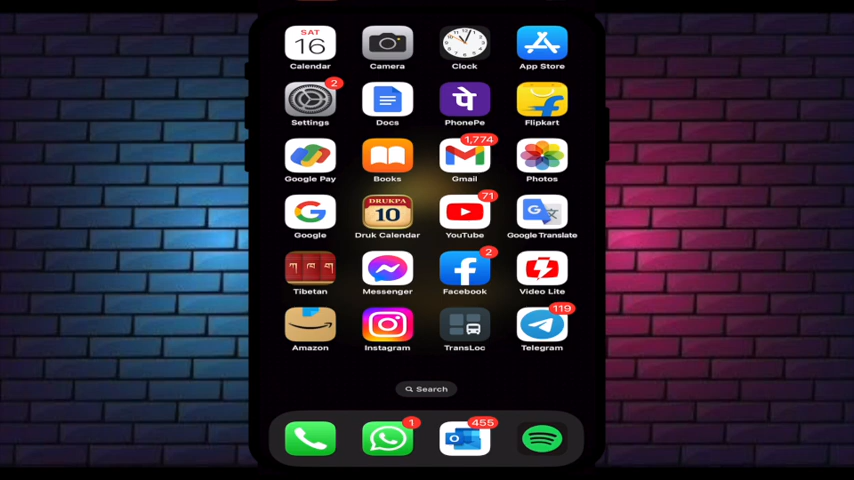 SAT
16
Calendar
Camera
Clock
App Store
2
Settings
Docs
पे
PhonePe
Flipkart
Google Pay
Books
1,774
Gmail
Photos
G
Google
DRUKPA
10
Druk Calendar
71
YouTube
G 文
Google Translate
ཀ ཁ ག
Tibetan
Messenger
2
Facebook
Video Lite
Amazon
Instagram
TransLoc
119
Telegram
Search
1
455